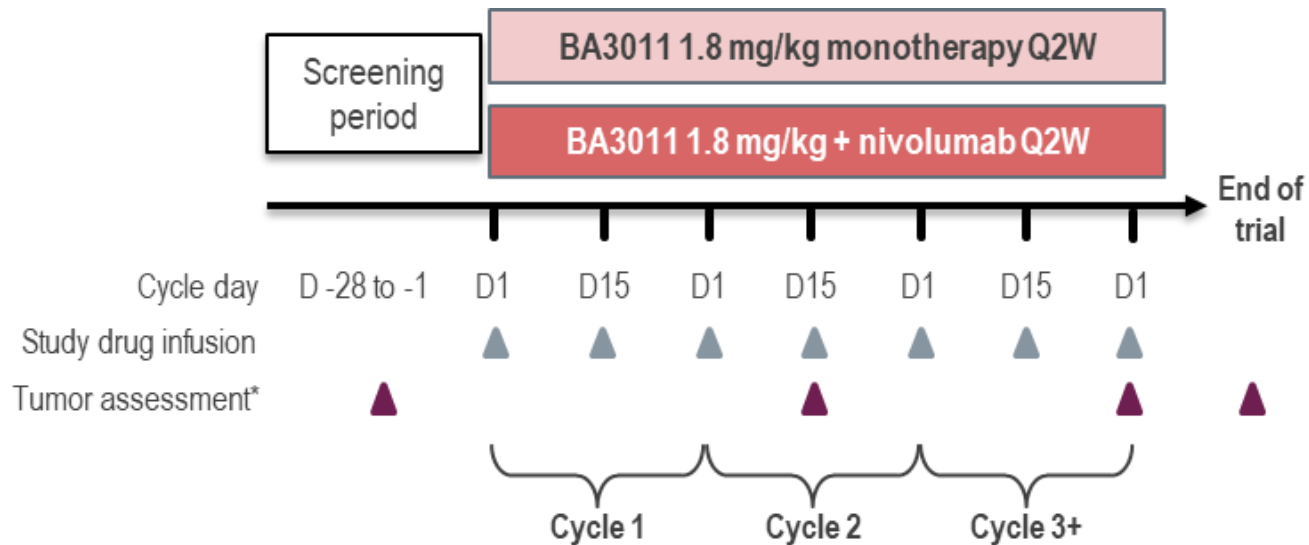 BA3011 1.8 mg/kg monotherapy Q2W
Screening
period
BA3011 1.8 mg/kg + nivolumab Q2W
End of
trial
Cycle day D -28 to -1 D1 D15 D1 D15 D1 D15 D1
Study drug infusion
Tumor assessment*
Cycle 1 Cycle 2 Cycle 3+